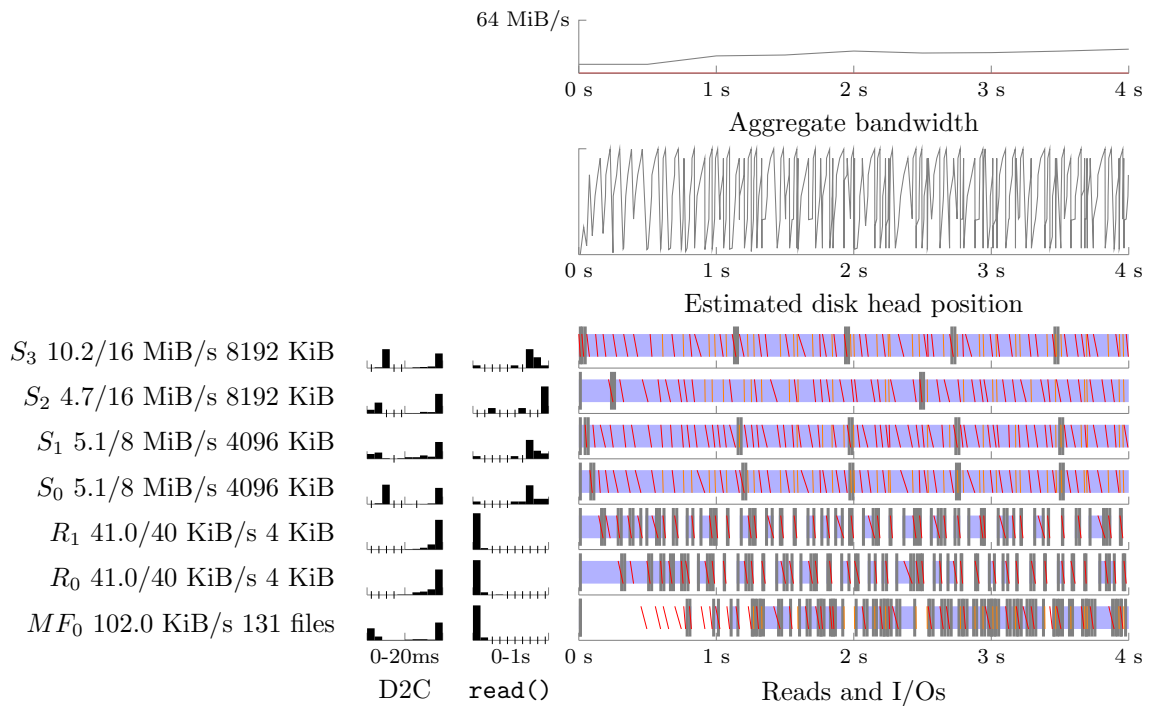 64 MiB/s
0 s 1 s 2 s 3 s 4 s
Aggregate bandwidth
0 s 1 s 2 s 3 s 4 s
Estimated disk head position
S3 10.2/16 MiB/s 8192 KiB
S2 4.7/16 MiB/s 8192 KiB
S1 5.1/8 MiB/s 4096 KiB
S0 5.1/8 MiB/s 4096 KiB
R1 41.0/40 KiB/s 4 KiB
R0 41.0/40 KiB/s 4 KiB
MF0 102.0 KiB/s 131 files
0-20ms 0-1s 0 s 1 s 2 s 3 s 4 s
D2C read() Reads and I/Os